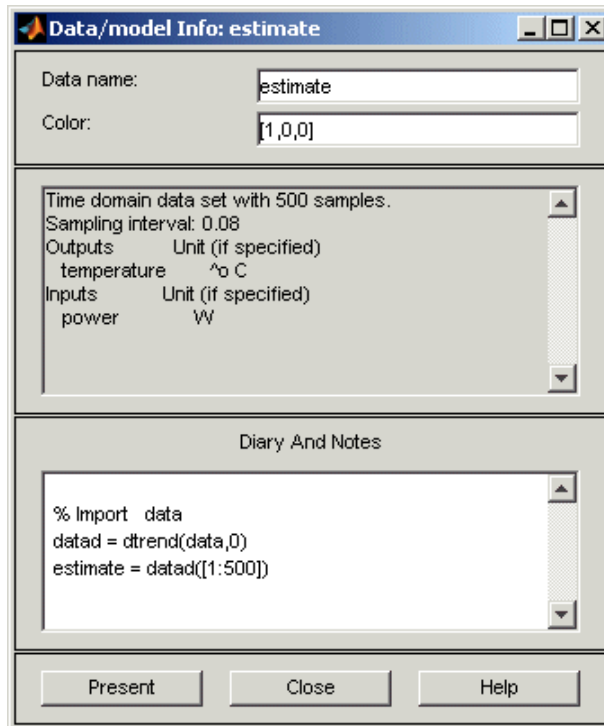 Data/model Info: estimate
Data name:
estimate
Color:
[1,0,0]
Time domain data set with 500 samples.
Sampling interval: 0.08
Outputs Unit (if specified)
temperature ^o C
Inputs Unit (if specified)
power W
Diary And Notes
% Import data
datad = dtrend(data,0)
estimate = datad([1:500])
Present Close Help